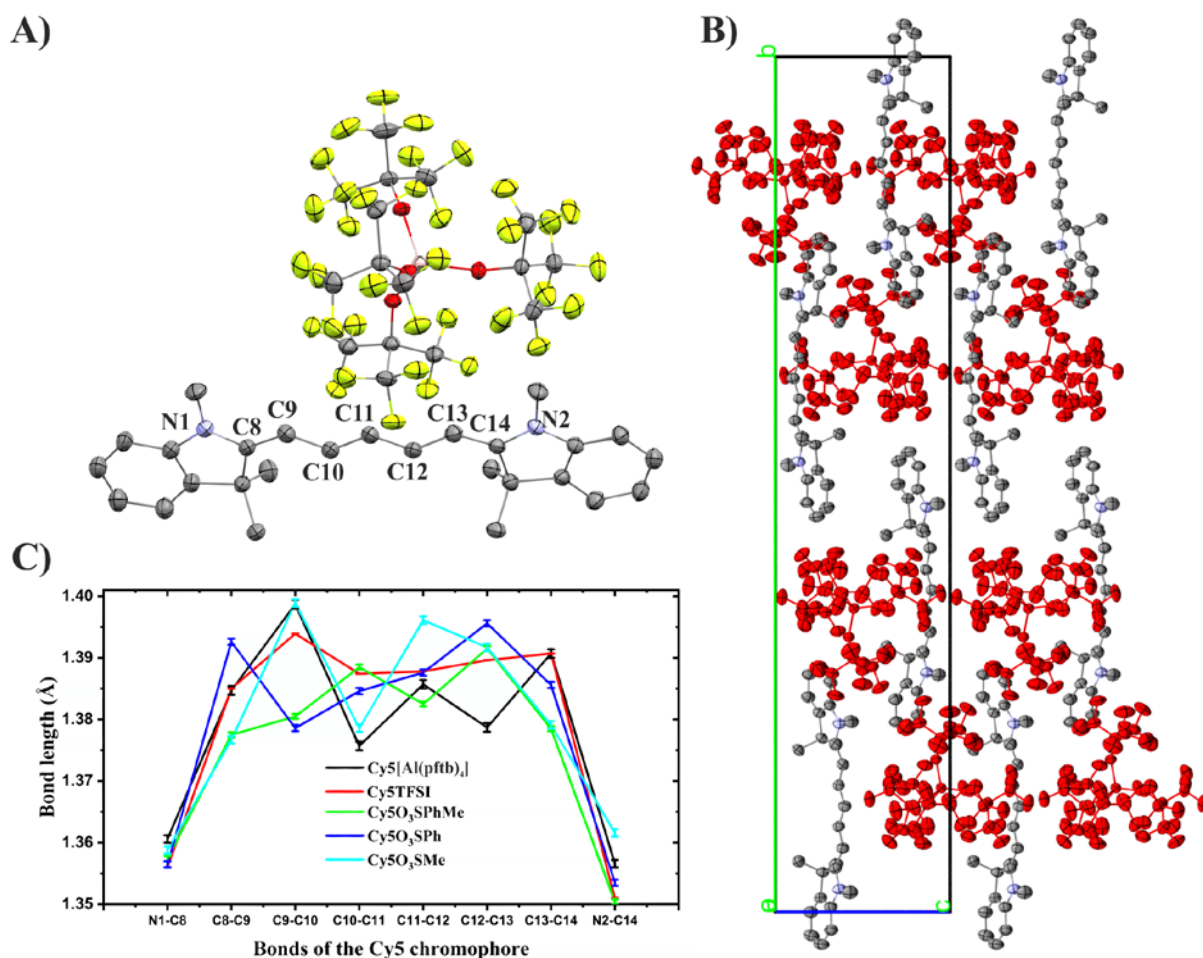 A)
B)
b
C11
C13
N1
C9
N2
C8
C14
C10
C12
C)
1.40
1.39
1.38
1.37
1.36
1.35
Bond length (Å)
Cy5[Al(pftb)₄]
Cy5TFSI
Cy5O₃SPhMe
Cy5O₃SPh
Cy5O₃SMe
N1-C8
C8-C9
C9-C10
C10-C11
C11-C12
C12-C13
C13-C14
N2-C14
Bonds of the Cy5 chromophore
c